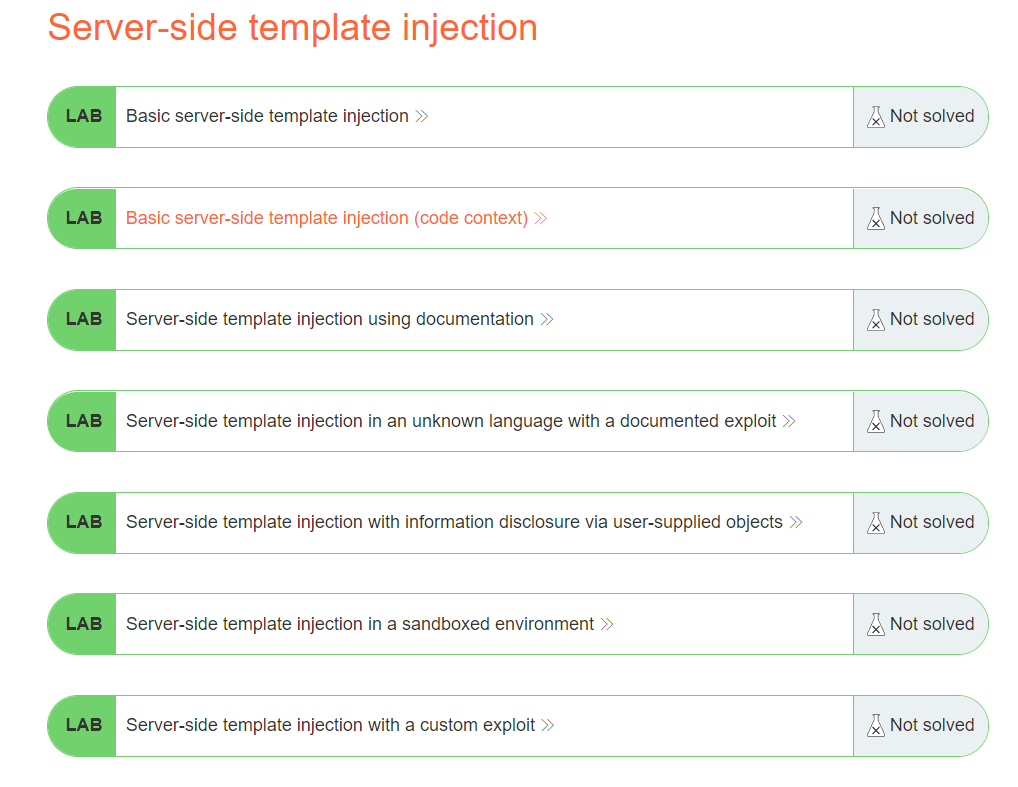 Server-side template injection
LAB Basic server-side template injection Not solved
LAB Basic server-side template injection (code context) Not solved
LAB Server-side template injection using documentation Not solved
LAB Server-side template injection in an unknown language with a documented exploit Not solved
LAB Server-side template injection with information disclosure via user-supplied objects Not solved
LAB Server-side template injection in a sandboxed environment Not solved
LAB Server-side template injection with a custom exploit Not solved